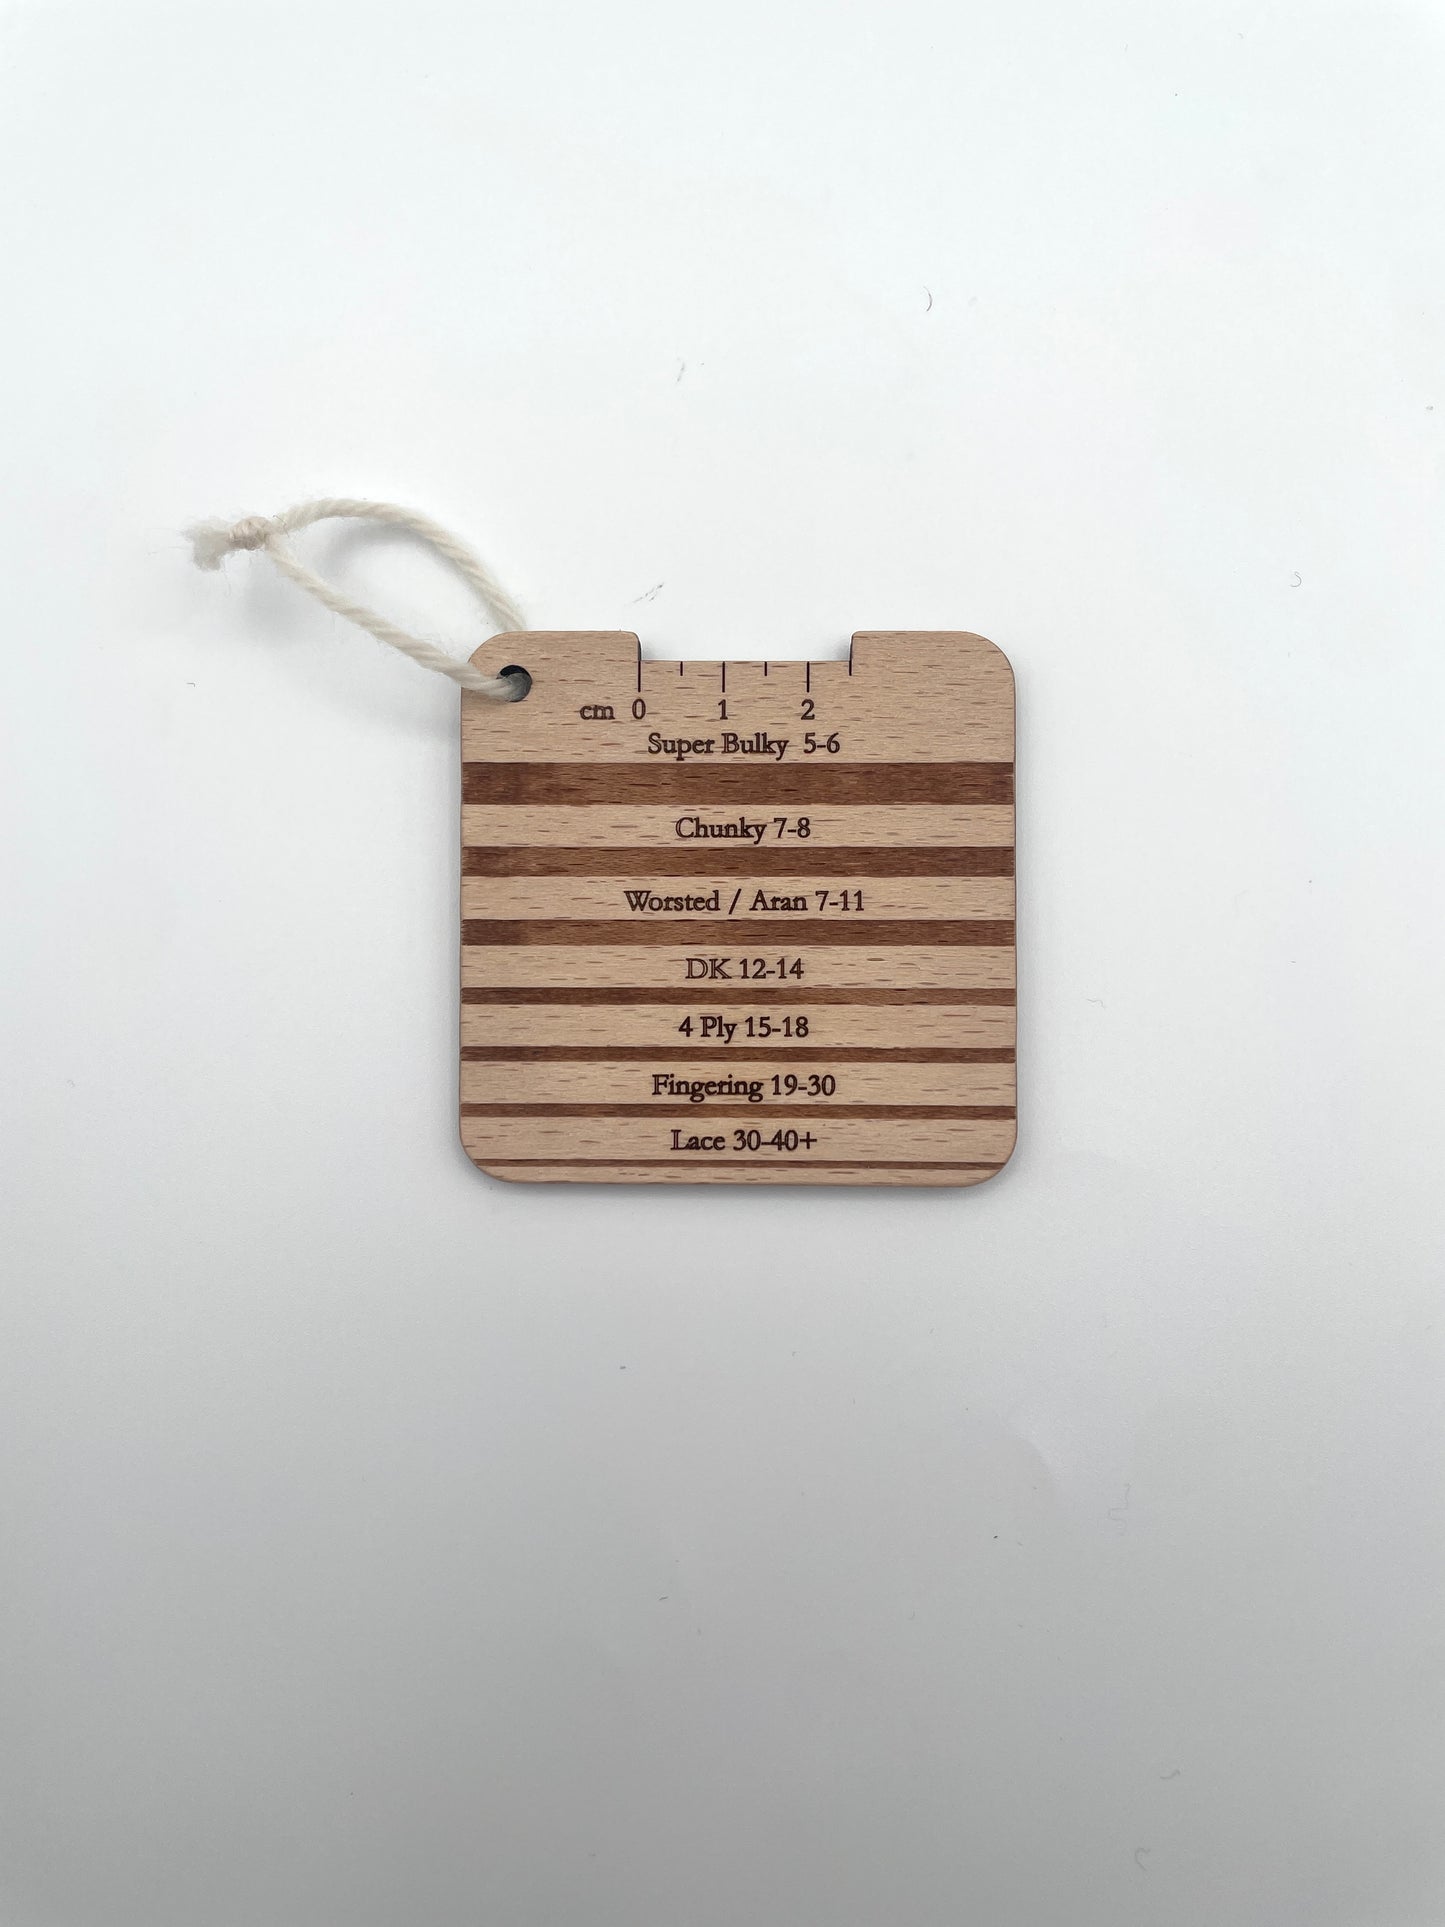 cm 0 1 2
Super Bulky 5-6
Chunky 7-8
Worsted / Aran 7-11
DK 12-14
4 Ply 15-18
Fingering 19-30
Lace 30-40+